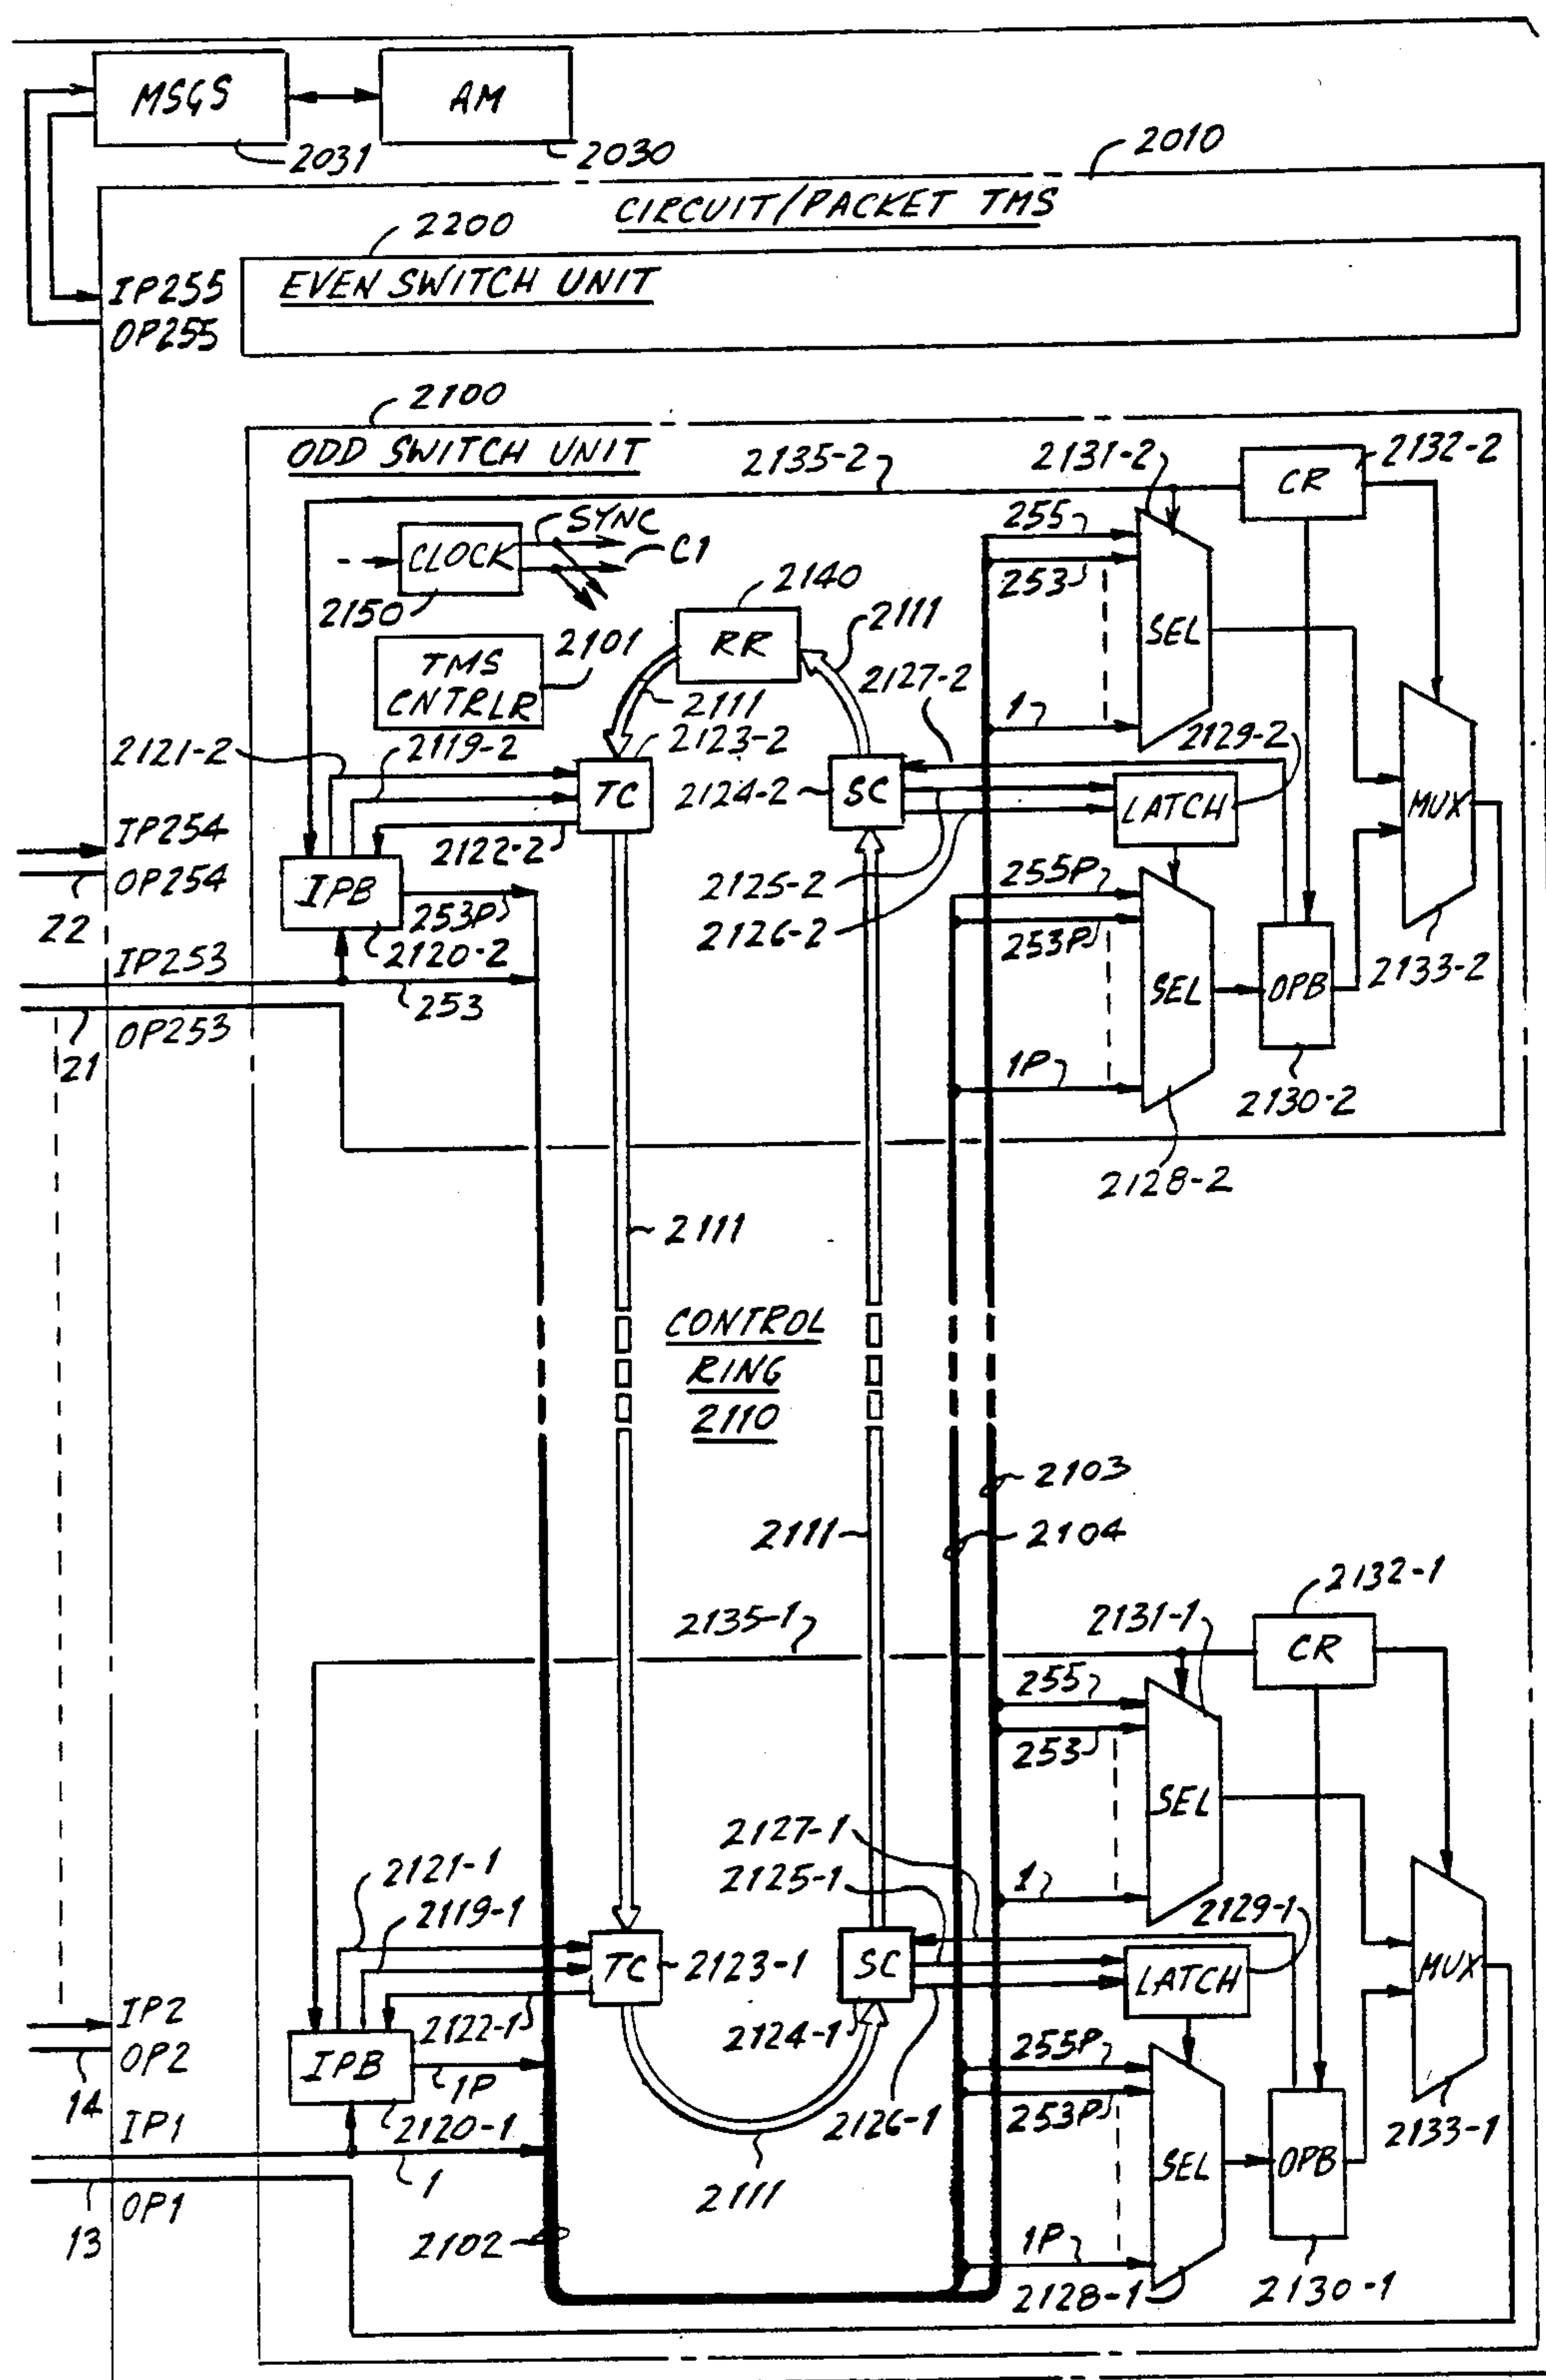 MSGS
AM
2031
2030
2010
CIRCUIT/PACKET TMS
2200
EVEN SWITCH UNIT
IP255
OP255
2100
ODD SWITCH UNIT
2135-2
2131-2
CR
2132-2
SYNC
CLOCK
C1
2150
255
253
SEL
1
2140
RR
2111
TMS
CNTRLR
2101
2111
2127-2
2121-2
2119-2
2123-2
TC
2124-2
SC
2129-2
LATCH
MUX
2122-2
IP254
OP254
22
IPB
253P
2120-2
2125-2
2126-2
255P
253P
SEL
OPB
2133-2
IP253
253
OP253
21
1P
2130-2
2128-2
2111
CONTROL
RING
2110
2103
2111
2104
2132-1
2135-1
2131-1
CR
255
253
SEL
2127-1
2125-1
1
2121-1
2119-1
2129-1
TC
2123-1
SC
LATCH
MUX
IP2
OP2
14
2122-1
2124-1
IPB
1P
2120-1
2126-1
255P
253P
SEL
OPB
2133-1
IP1
1
OP1
13
2111
2102
1P
2128-1
2130-1